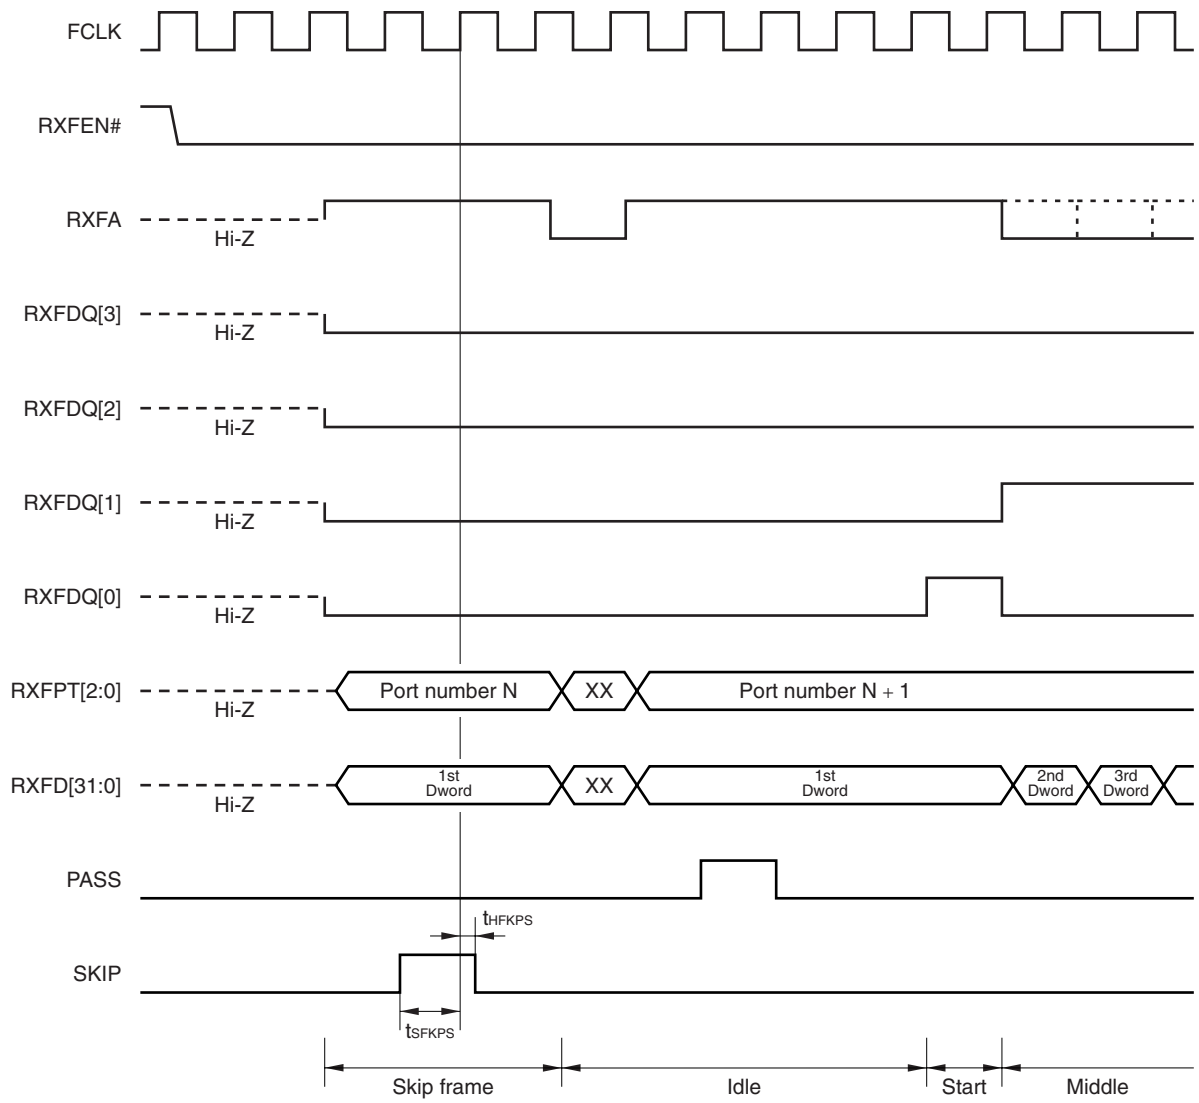 FCLK
RXFEN#
RXFA
Hi-Z
RXFDQ[3]
Hi-Z
RXFDQ[2]
Hi-Z
RXFDQ[1]
Hi-Z
RXFDQ[0]
Hi-Z
RXFPT[2:0]
Port number N
XX
Port number N + 1
Hi-Z
RXFD[31:0]
1st
Dword
XX
1st
Dword
2nd
Dword
3rd
Dword
Hi-Z
PASS
tHFKPS
SKIP
tSFKPS
Skip frame
Idle
Start
Middle